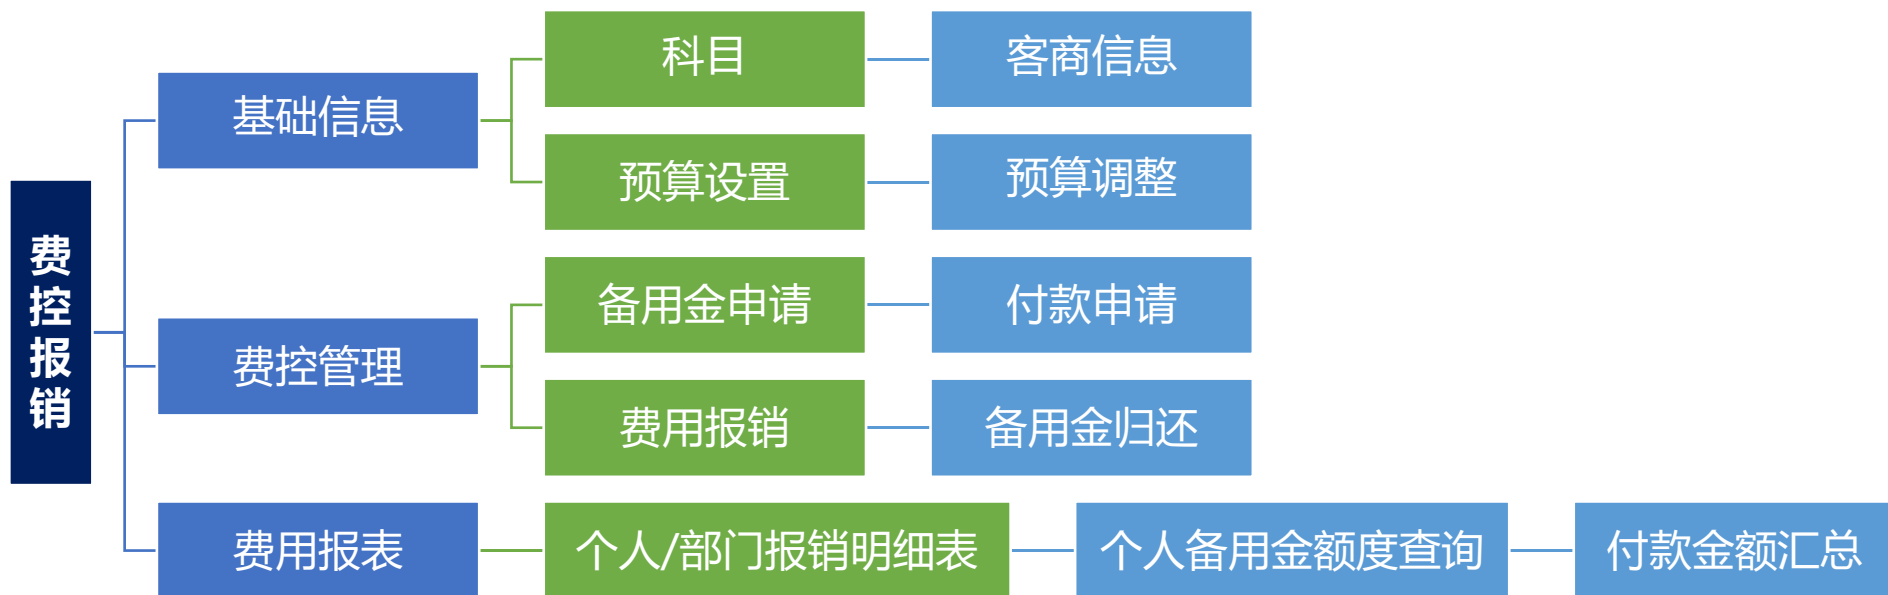 费控报销
基础信息
科目
客商信息
预算设置
预算调整
费控管理
备用金申请
付款申请
费用报销
备用金归还
费用报表
个人/部门报销明细表
个人备用金额度查询
付款金额汇总